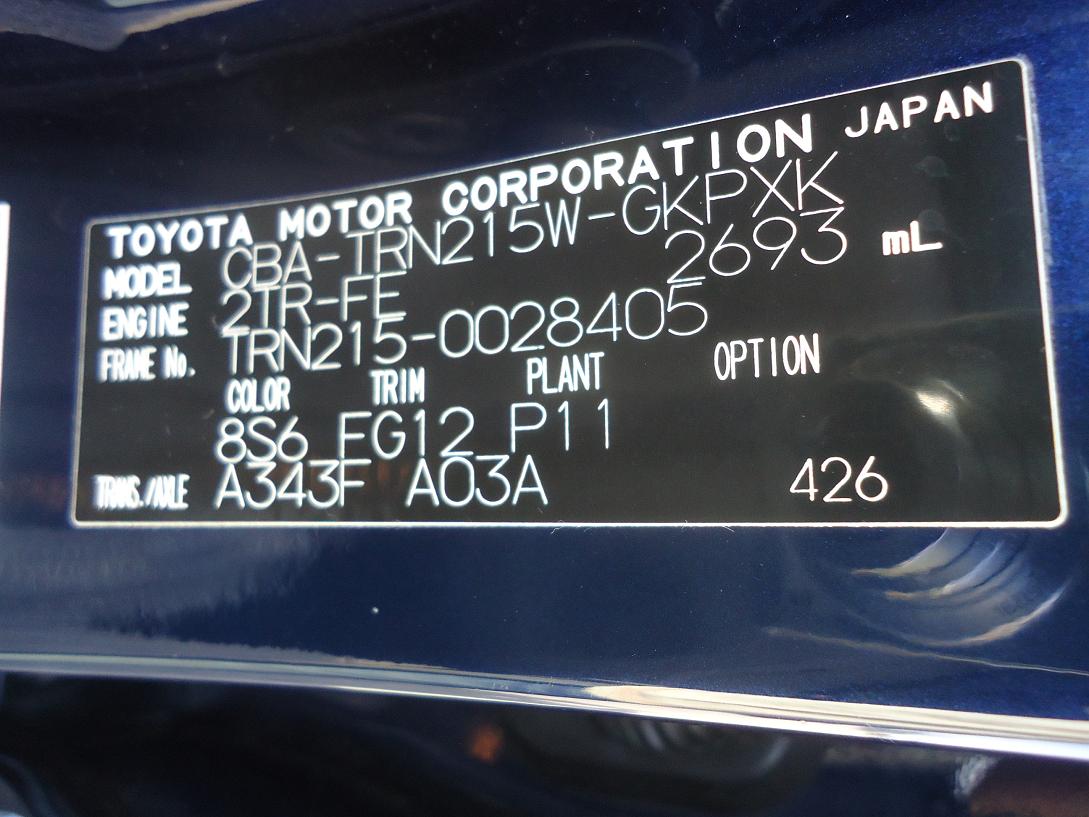 TOYOTA MOTOR CORPORATION JAPAN
MODEL CBA-TRN215W-GKPXK
ENGINE 2TR-FE 2693 mL
FRAME No. TRN215-0028405
COLOR TRIM PLANT OPTION
8S6 FG12 P11
TRANS./AXLE A343F A03A 426